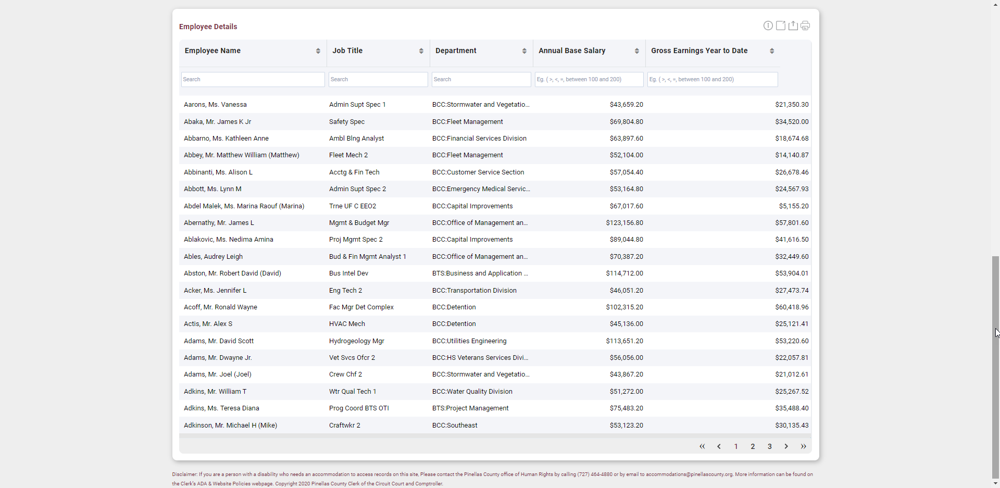 Employee Details
Employee Name Job Title Department Annual Base Salary Gross Earnings Year to Date
Search Search Search Eg. ( >, <, =, between 100 and 200) Eg. ( >, <, =, between 100 and 200)
Aarons, Ms. Vanessa Admin Supt Spec 1 BCC:Stormwater and Vegetatio... $43,659.20 $21,350.30
Abaka, Mr. James K Jr Safety Spec BCC:Fleet Management $69,804.80 $34,520.00
Abbarno, Ms. Kathleen Anne Ambl Blng Analyst BCC:Financial Services Division $63,897.60 $18,674.68
Abbey, Mr. Matthew William (Matthew) Fleet Mech 2 BCC:Fleet Management $52,104.00 $14,140.87
Abbinanti, Ms. Alison L Acctg & Fin Tech BCC:Customer Service Section $57,054.40 $26,678.46
Abbott, Ms. Lynn M Admin Supt Spec 2 BCC:Emergency Medical Servic... $53,164.80 $24,567.93
Abdel Malek, Ms. Marina Raouf (Marina) Trne UF C EEO2 BCC:Capital Improvements $67,017.60 $5,155.20
Abernathy, Mr. James L Mgmt & Budget Mgr BCC:Office of Management an... $123,156.80 $57,801.60
Ablakovic, Ms. Nedima Amina Proj Mgmt Spec 2 BCC:Capital Improvements $89,044.80 $41,616.50
Ables, Audrey Leigh Bud & Fin Mgmt Analyst 1 BCC:Office of Management an... $70,387.20 $32,449.60
Abston, Mr. Robert David (David) Bus Intel Dev BTS:Business and Application ... $114,712.00 $53,904.01
Acker, Ms. Jennifer L Eng Tech 2 BCC:Transportation Division $46,051.20 $27,473.74
Acoff, Mr. Ronald Wayne Fac Mgr Det Complex BCC:Detention $102,315.20 $60,418.96
Actis, Mr. Alex S HVAC Mech BCC:Detention $45,136.00 $25,121.41
Adams, Mr. David Scott Hydrogeology Mgr BCC:Utilities Engineering $113,651.20 $53,220.60
Adams, Mr. Dwayne Jr. Vet Svcs Ofcr 2 BCC:HS Veterans Services Divi... $56,056.00 $22,057.81
Adams, Mr. Joel (Joel) Crew Chf 2 BCC:Stormwater and Vegetatio... $43,867.20 $21,012.61
Adkins, Mr. William T Wtr Qual Tech 1 BCC:Water Quality Division $51,272.00 $25,267.52
Adkins, Ms. Teresa Diana Prog Coord BTS OTI BTS:Project Management $75,483.20 $35,488.40
Adkinson, Mr. Michael H (Mike) Craftwkr 2 BCC:Southeast $53,123.20 $30,135.43
« ‹ 1 2 3 › »
Disclaimer: If you are a person with a disability who needs an accommodation to access records on this site, Please contact the Pinellas County office of Human Rights by calling (727) 464-4880 or by email to accommodations@pinellascounty.org. More information can be found on
the Clerk's ADA & Website Policies webpage. Copyright 2020 Pinellas County Clerk of the Circuit Court and Comptroller.